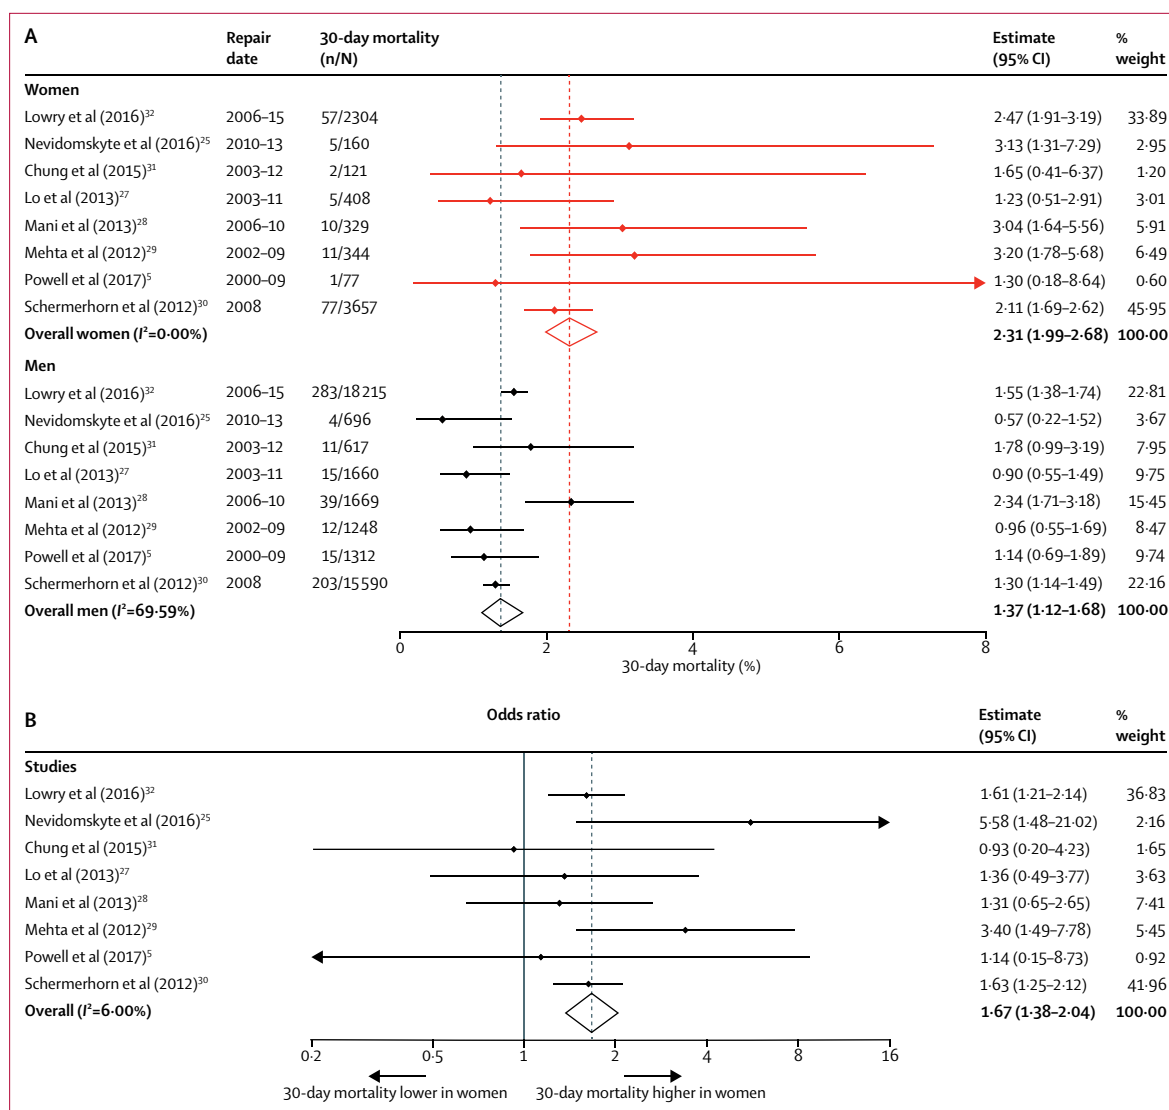 A Repair 30-day mortality Estimate %
date (n/N) (95% CI) weight
Women
Lowry et al (2016)32 2006–15 57/2304 2·47 (1·91–3·19) 33·89
Nevidomskyte et al (2016)25 2010–13 5/160 3·13 (1·31–7·29) 2·95
Chung et al (2015)31 2003–12 2/121 1·65 (0·41–6·37) 1·20
Lo et al (2013)27 2003–11 5/408 1·23 (0·51–2·91) 3·01
Mani et al (2013)28 2006–10 10/329 3·04 (1·64–5·56) 5·91
Mehta et al (2012)29 2002–09 11/344 3·20 (1·78–5·68) 6·49
Powell et al (2017)5 2000–09 1/77 1·30 (0·18–8·64) 0·60
Schermerhorn et al (2012)30 2008 77/3657 2·11 (1·69–2·62) 45·95
Overall women (I²=0·00%) 2·31 (1·99–2·68) 100·00
Men
Lowry et al (2016)32 2006–15 283/18 215 1·55 (1·38–1·74) 22·81
Nevidomskyte et al (2016)25 2010–13 4/696 0·57 (0·22–1·52) 3·67
Chung et al (2015)31 2003–12 11/617 1·78 (0·99–3·19) 7·95
Lo et al (2013)27 2003–11 15/1660 0·90 (0·55–1·49) 9·75
Mani et al (2013)28 2006–10 39/1669 2·34 (1·71–3·18) 15·45
Mehta et al (2012)29 2002–09 12/1248 0·96 (0·55–1·69) 8·47
Powell et al (2017)5 2000–09 15/1312 1·14 (0·69–1·89) 9·74
Schermerhorn et al (2012)30 2008 203/15 590 1·30 (1·14–1·49) 22·16
Overall men (I²=69·59%) 1·37 (1·12–1·68) 100·00
0 2 4 6 8
30-day mortality (%)
B Odds ratio Estimate %
(95% CI) weight
Studies
Lowry et al (2016)32 1·61 (1·21–2·14) 36·83
Nevidomskyte et al (2016)25 5·58 (1·48–21·02) 2·16
Chung et al (2015)31 0·93 (0·20–4·23) 1·65
Lo et al (2013)27 1·36 (0·49–3·77) 3·63
Mani et al (2013)28 1·31 (0·65–2·65) 7·41
Mehta et al (2012)29 3·40 (1·49–7·78) 5·45
Powell et al (2017)5 1·14 (0·15–8·73) 0·92
Schermerhorn et al (2012)30 1·63 (1·25–2·12) 41·96
Overall (I²=6·00%) 1·67 (1·38–2·04) 100·00
0·2 0·5 1 2 4 8 16
30-day mortality lower in women 30-day mortality higher in women